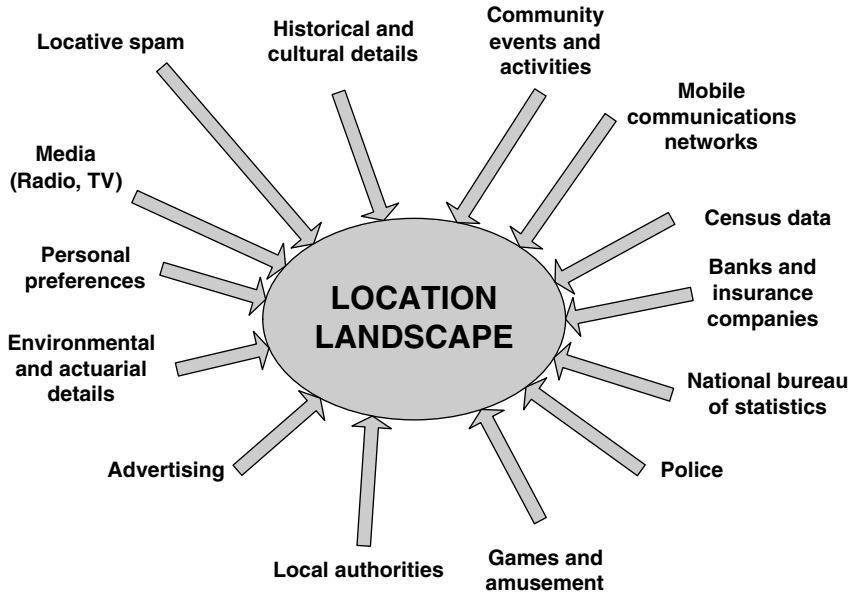 Locative spam
Historical and
cultural details
Community
events and
activities
Mobile
communications
networks
Media
(Radio, TV)
Census data
Personal
preferences
Banks and
insurance
companies
LOCATION
LANDSCAPE
Environmental
and actuarial
details
National bureau
of statistics
Advertising
Police
Local authorities
Games and
amusement